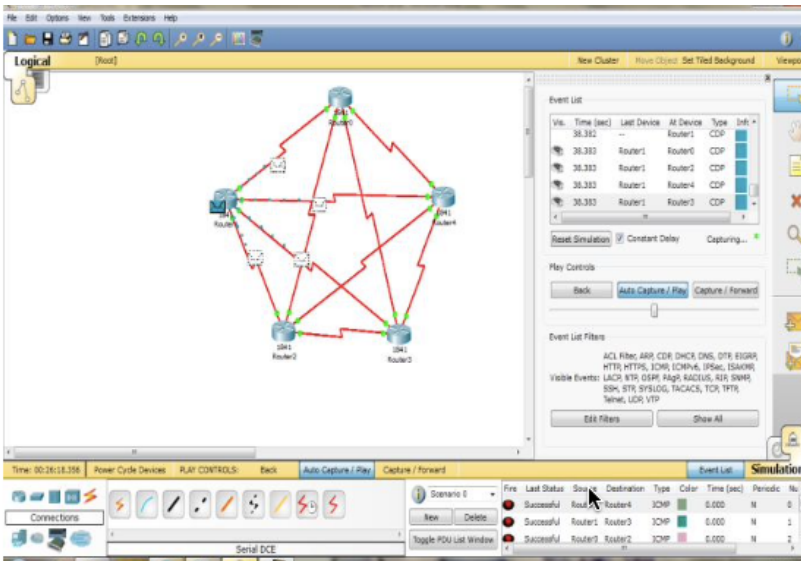 File Edit Options View Tools Extensions Help
Logical [Root] New Cluster Move Object Set Tiled Background Viewpo
1841
Router0
Router4
1841
Router2
1841
Router3
Event List
Vis. Time (sec) Last Device At Device Type Info
38.382 -- Router1 CDP
38.383 Router1 Router0 CDP
38.383 Router1 Router2 CDP
38.383 Router1 Router4 CDP
38.383 Router1 Router3 CDP
Reset Simulation Constant Delay Capturing...
Play Controls
Back Auto Capture / Play Capture / Forward
Event List Filters
Visible Events: ACL Filter, ARP, CDP, DHCP, DNS, DTP, EIGRP,
HTTP, HTTPS, ICMP, ICMPv6, IPSec, ISAKMP,
LACP, NTP, OSPF, PAgP, RADIUS, RIP, SNMP,
SSH, STP, SYSLOG, TACACS, TCP, TFTP,
Telnet, UDP, VTP
Edit Filters Show All
Time: 00:26:18.356 Power Cycle Devices PLAY CONTROLS: Back Auto Capture / Play Capture / Forward Event List Simulation
Connections
Serial DCE
Scenario 0
New Delete
Toggle PDU List Window
Fire Last Status Source Destination Type Color Time (sec) Periodic Nu
Successful Router4 ICMP 0.000 N 0
Successful Router1 Router3 ICMP 0.000 N 1
Successful Router0 Router2 ICMP 0.000 N 2